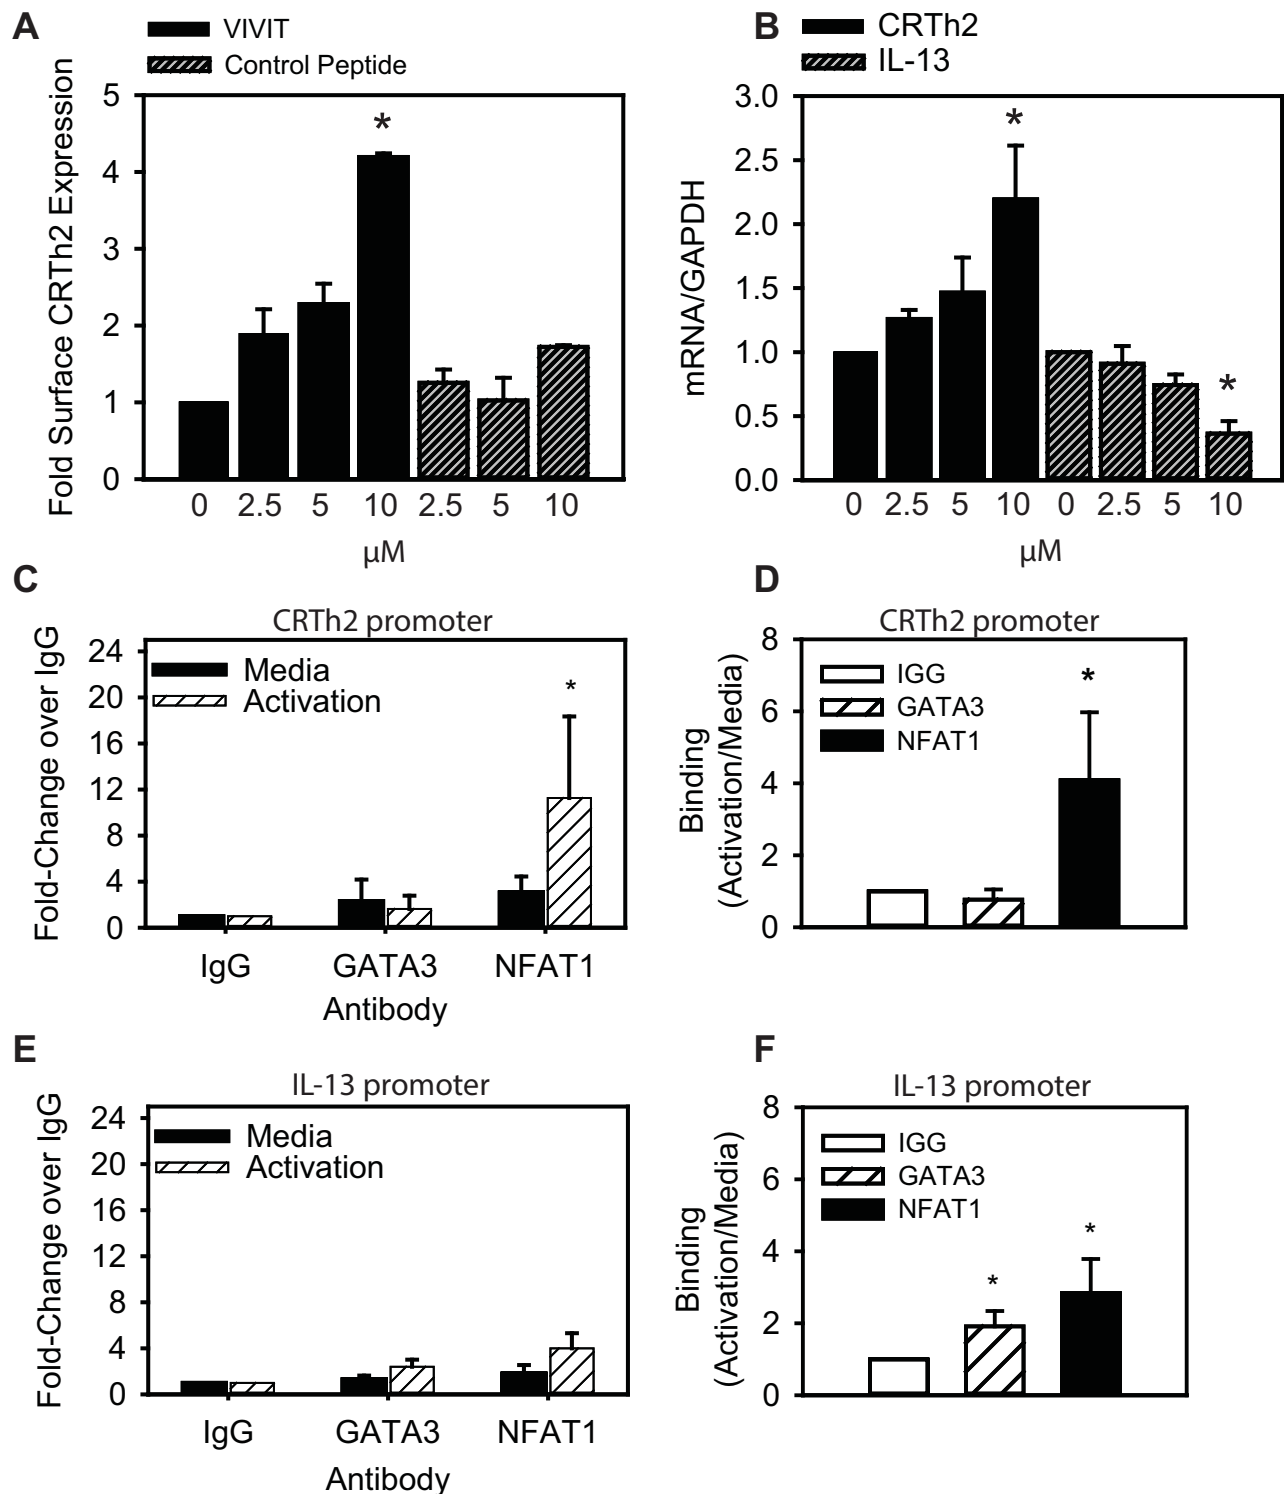 A
VIVIT
Control Peptide
Fold Surface CRTh2 Expression
5
4
3
2
1
0
*
0 2.5 5 10 2.5 5 10
µM
B
CRTh2
IL-13
mRNA/GAPDH
3.0
2.5
2.0
1.5
1.0
0.5
0.0
*
*
0 2.5 5 10 0 2.5 5 10
µM
C
CRTh2 promoter
Fold-Change over IgG
24
20
16
12
8
4
0
Media
Activation
*
IgG GATA3 NFAT1
Antibody
D
CRTh2 promoter
Binding
(Activation/Media)
8
6
4
2
0
IGG
GATA3
NFAT1
*
E
IL-13 promoter
Fold-Change over IgG
24
20
16
12
8
4
0
Media
Activation
IgG GATA3 NFAT1
Antibody
F
IL-13 promoter
Binding
(Activation/Media)
8
6
4
2
0
IGG
GATA3
NFAT1
*
*